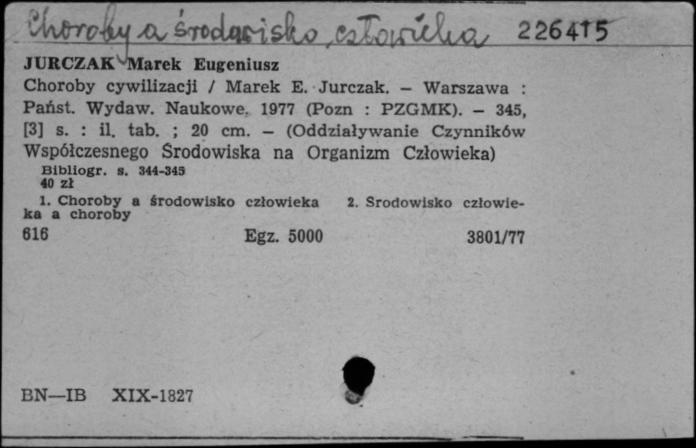 Choroby a środowisko człowieka 226415
JURCZAK Marek Eugeniusz
Choroby cywilizacji / Marek E. Jurczak. — Warszawa :
Państ. Wydaw. Naukowe, 1977 (Pozn : PZGMK). — 345,
[3] s. : il. tab. ; 20 cm. — (Oddziaływanie Czynników
Współczesnego Środowiska na Organizm Człowieka)
Bibliogr. s. 344-345
40 zł
1. Choroby a środowisko człowieka 2. Środowisko człowie-
ka a choroby
616 Egz. 5000 3801/77
BN—IB XIX-1827